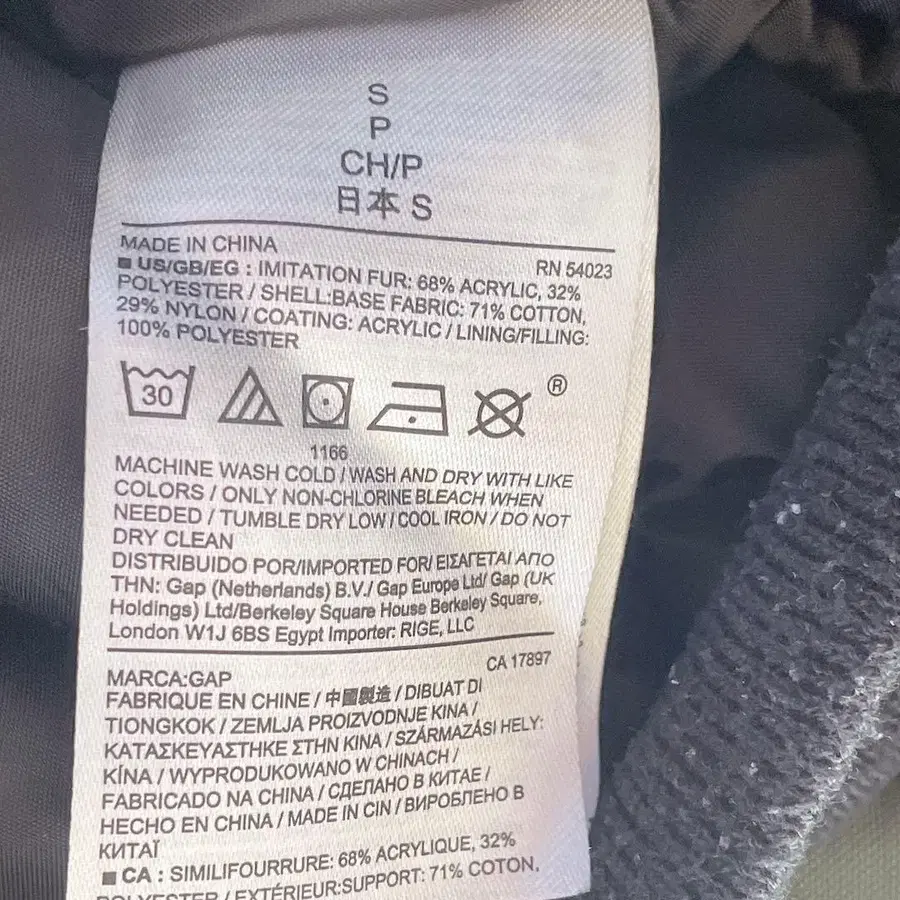 S
P
CH/P
日本 S
MADE IN CHINA
RN 54023
■ US/GB/EG : IMITATION FUR: 68% ACRYLIC, 32%
POLYESTER / SHELL:BASE FABRIC: 71% COTTON,
29% NYLON / COATING: ACRYLIC / LINING/FILLING:
100% POLYESTER
30
®
1166
MACHINE WASH COLD / WASH AND DRY WITH LIKE
COLORS / ONLY NON-CHLORINE BLEACH WHEN
NEEDED / TUMBLE DRY LOW / COOL IRON / DO NOT
DRY CLEAN
DISTRIBUIDO POR/IMPORTED FOR/ ΕΙΣΑΓΕΤΑΙ ΑΠΟ
ΤΗΝ: Gap (Netherlands) B.V./ Gap Europe Ltd/ Gap (UK
Holdings) Ltd/Berkeley Square House Berkeley Square,
London W1J 6BS Egypt Importer: RIGE, LLC
CA 17897
MARCA:GAP
FABRIQUE EN CHINE / 中國製造 / DIBUAT DI
TIONGKOK / ZEMLJA PROIZVODNJE KINA /
ΚΑΤΑΣΚΕΥΑΣΤΗΚΕ ΣΤΗΝ ΚΙΝΑ / SZÁRMAZÁSI HELY:
KÍNA / WYPRODUKOWANO W CHINACH /
FABRICADO NA CHINA / СДЕЛАНО В КИТАЕ /
HECHO EN CHINA / MADE IN CIN / ВИРОБЛЕНО В
КИТАЇ
■ CA : SIMILIFOURRURE: 68% ACRYLIQUE, 32%
POLYESTER / EXTÉRIEUR:SUPPORT: 71% COTON,